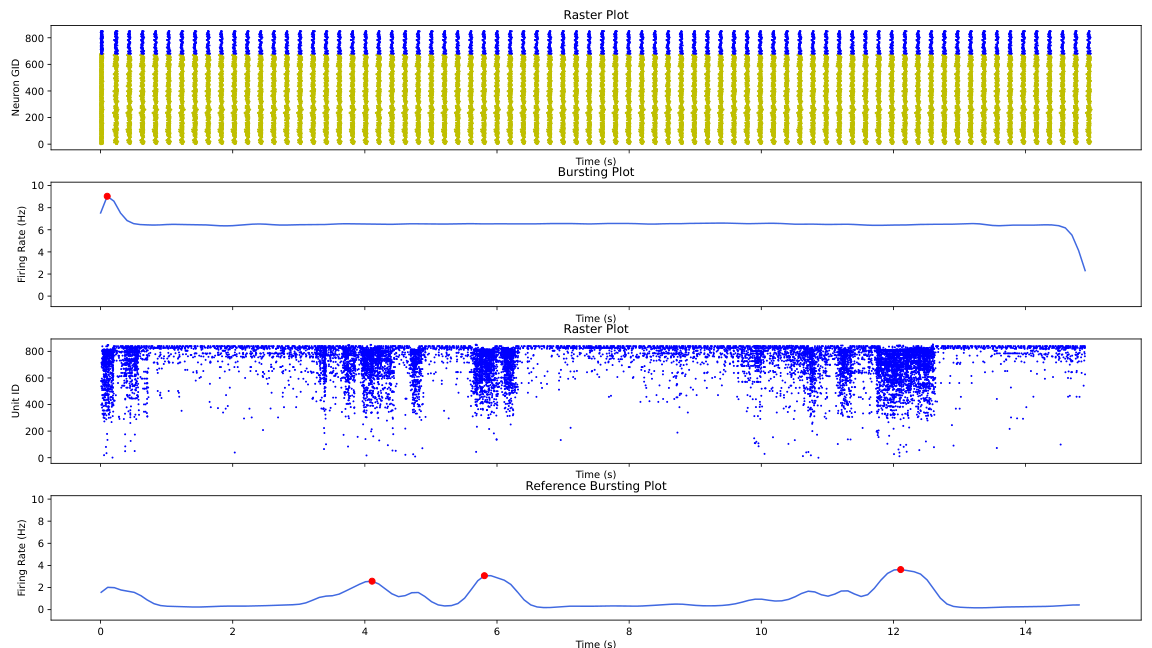 Raster Plot
Neuron GID
800
600
400
200
0
Time (s)
Bursting Plot
Firing Rate (Hz)
10
8
6
4
2
0
Time (s)
Raster Plot
Unit ID
800
600
400
200
0
Time (s)
Reference Bursting Plot
Firing Rate (Hz)
10
8
6
4
2
0
0 2 4 6 8 10 12 14
Time (s)